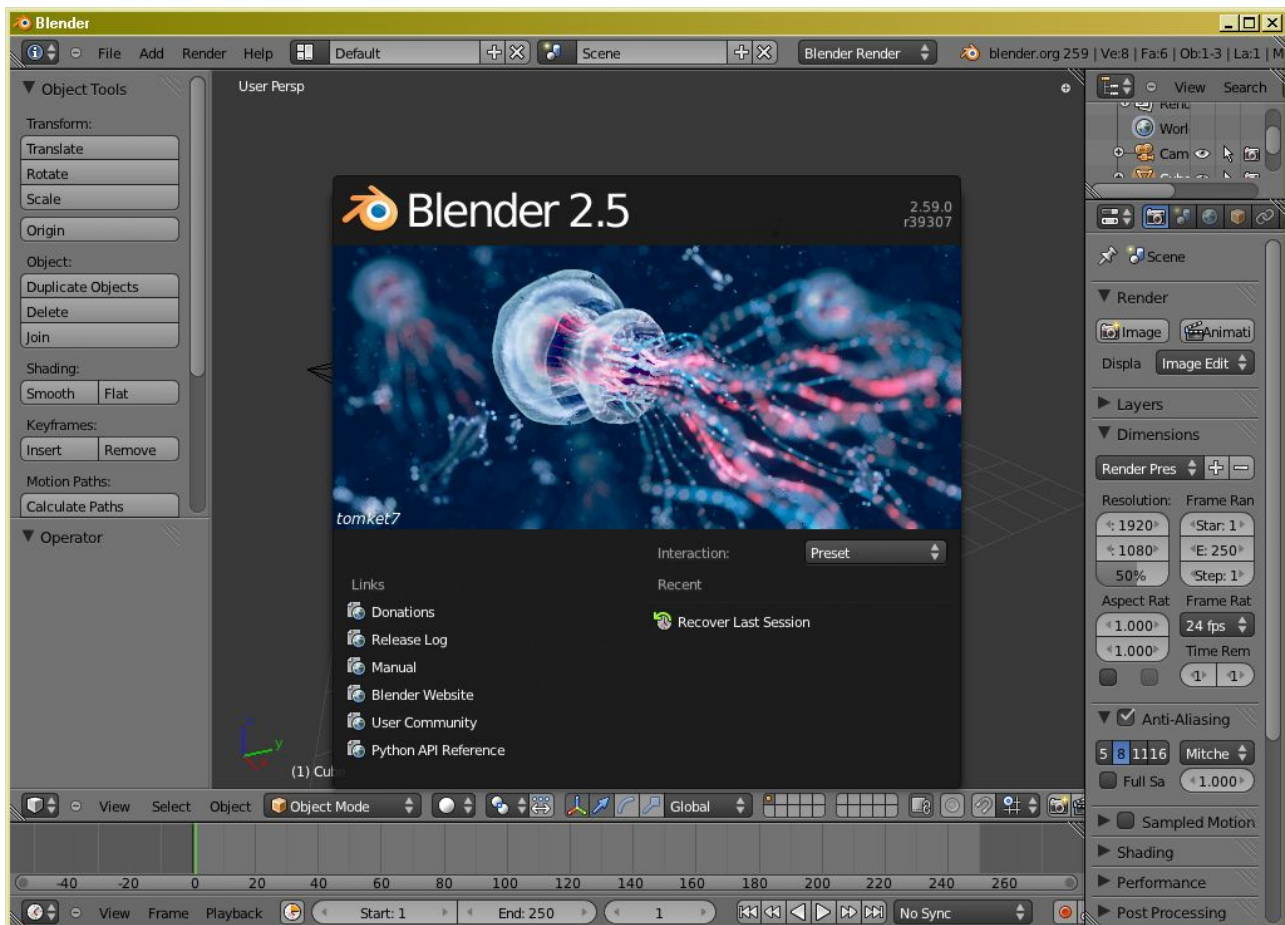 Blender
File Add Render Help Default Scene Blender Render blender.org 259 | Ve:8 | Fa:6 | Ob:1-3 | La:1 | M
Object Tools
Transform:
Translate
Rotate
Scale
Origin
Object:
Duplicate Objects
Delete
Join
Shading:
Smooth Flat
Keyframes:
Insert Remove
Motion Paths:
Calculate Paths
Operator
User Persp
Blender 2.5
2.59.0
r39307
tomket7
Interaction: Preset
Links
Donations
Release Log
Manual
Blender Website
User Community
Python API Reference
Recent
Recover Last Session
y
(1) Cub
View Search
Worl
Cam
Scene
Render
Image Animati
Displa Image Edit
Layers
Dimensions
Render Pres
Resolution: Frame Ran
: 1920 Star: 1
: 1080 E: 250
50% Step: 1
Aspect Rat Frame Rat
1.000 24 fps
1.000 Time Rem
1 1
Anti-Aliasing
5 8 11 16 Mitche
Full Sa 1.000
Sampled Motion
Shading
Performance
Post Processing
View Select Object Object Mode Global
-40 -20 0 20 40 60 80 100 120 140 160 180 200 220 240 260
View Frame Playback Start: 1 End: 250 1 No Sync